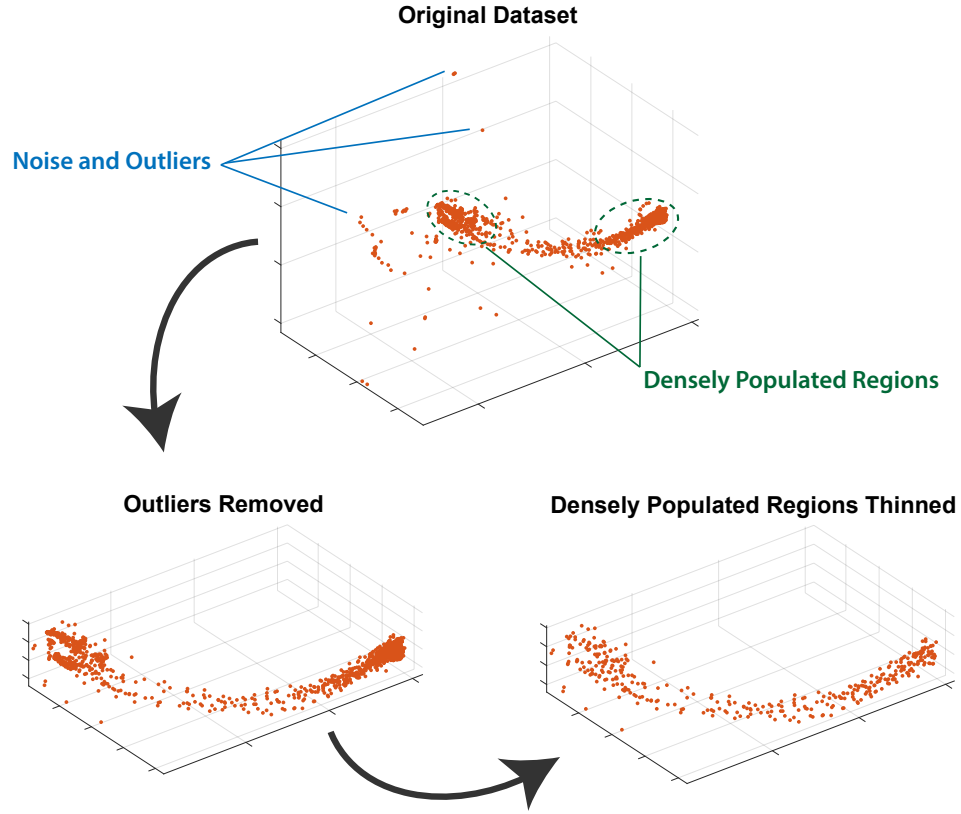 Original Dataset
Noise and Outliers
Densely Populated Regions
Outliers Removed
Densely Populated Regions Thinned